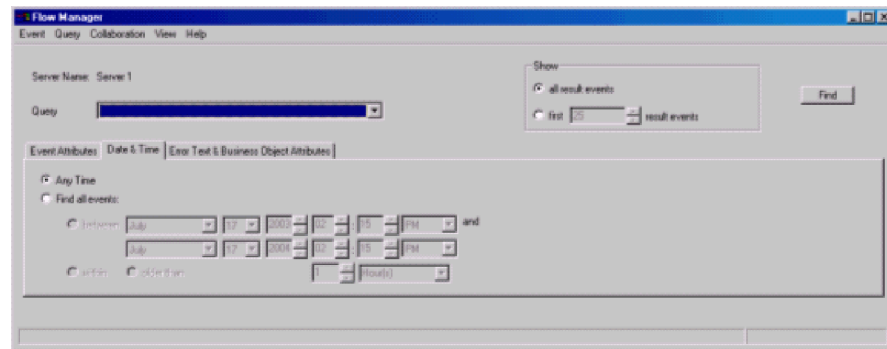 Flow Manager
Event Query Collaboration View Help
Server Name: Server 1
Query
Show
all result events
first 25 result events
Find
Event Attributes Date & Time Error Text & Business Object Attributes
Any Time
Find all events:
between July 17 2003 02 : 15 PM and
July 17 2004 02 : 15 PM
within older than 1 Hour(s)